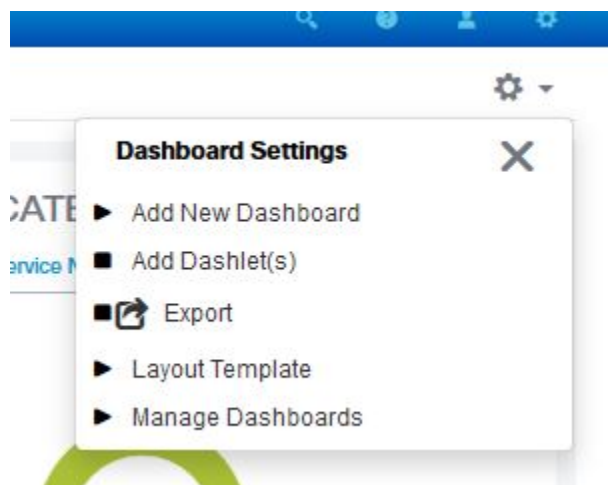 Dashboard Settings
CATE
Add New Dashboard
ervice N
Add Dashlet(s)
Export
Layout Template
Manage Dashboards